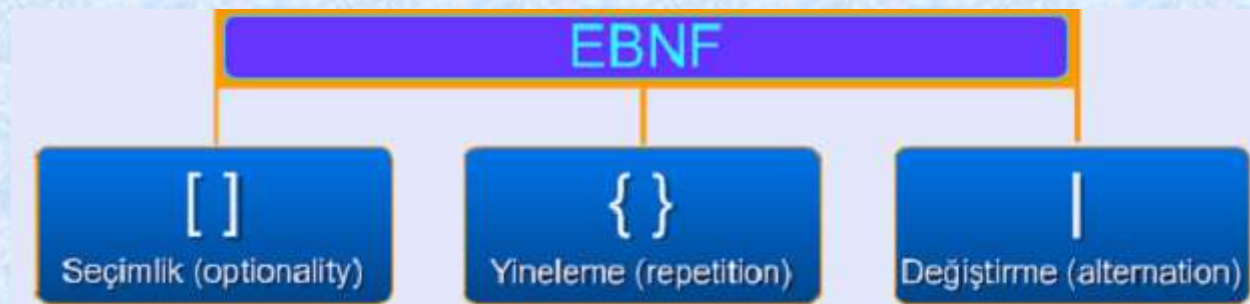 EBNF
[ ]
Seçimlik (optionality)
{ }
Yineleme (repetition)
|
Değiştirme (alternation)